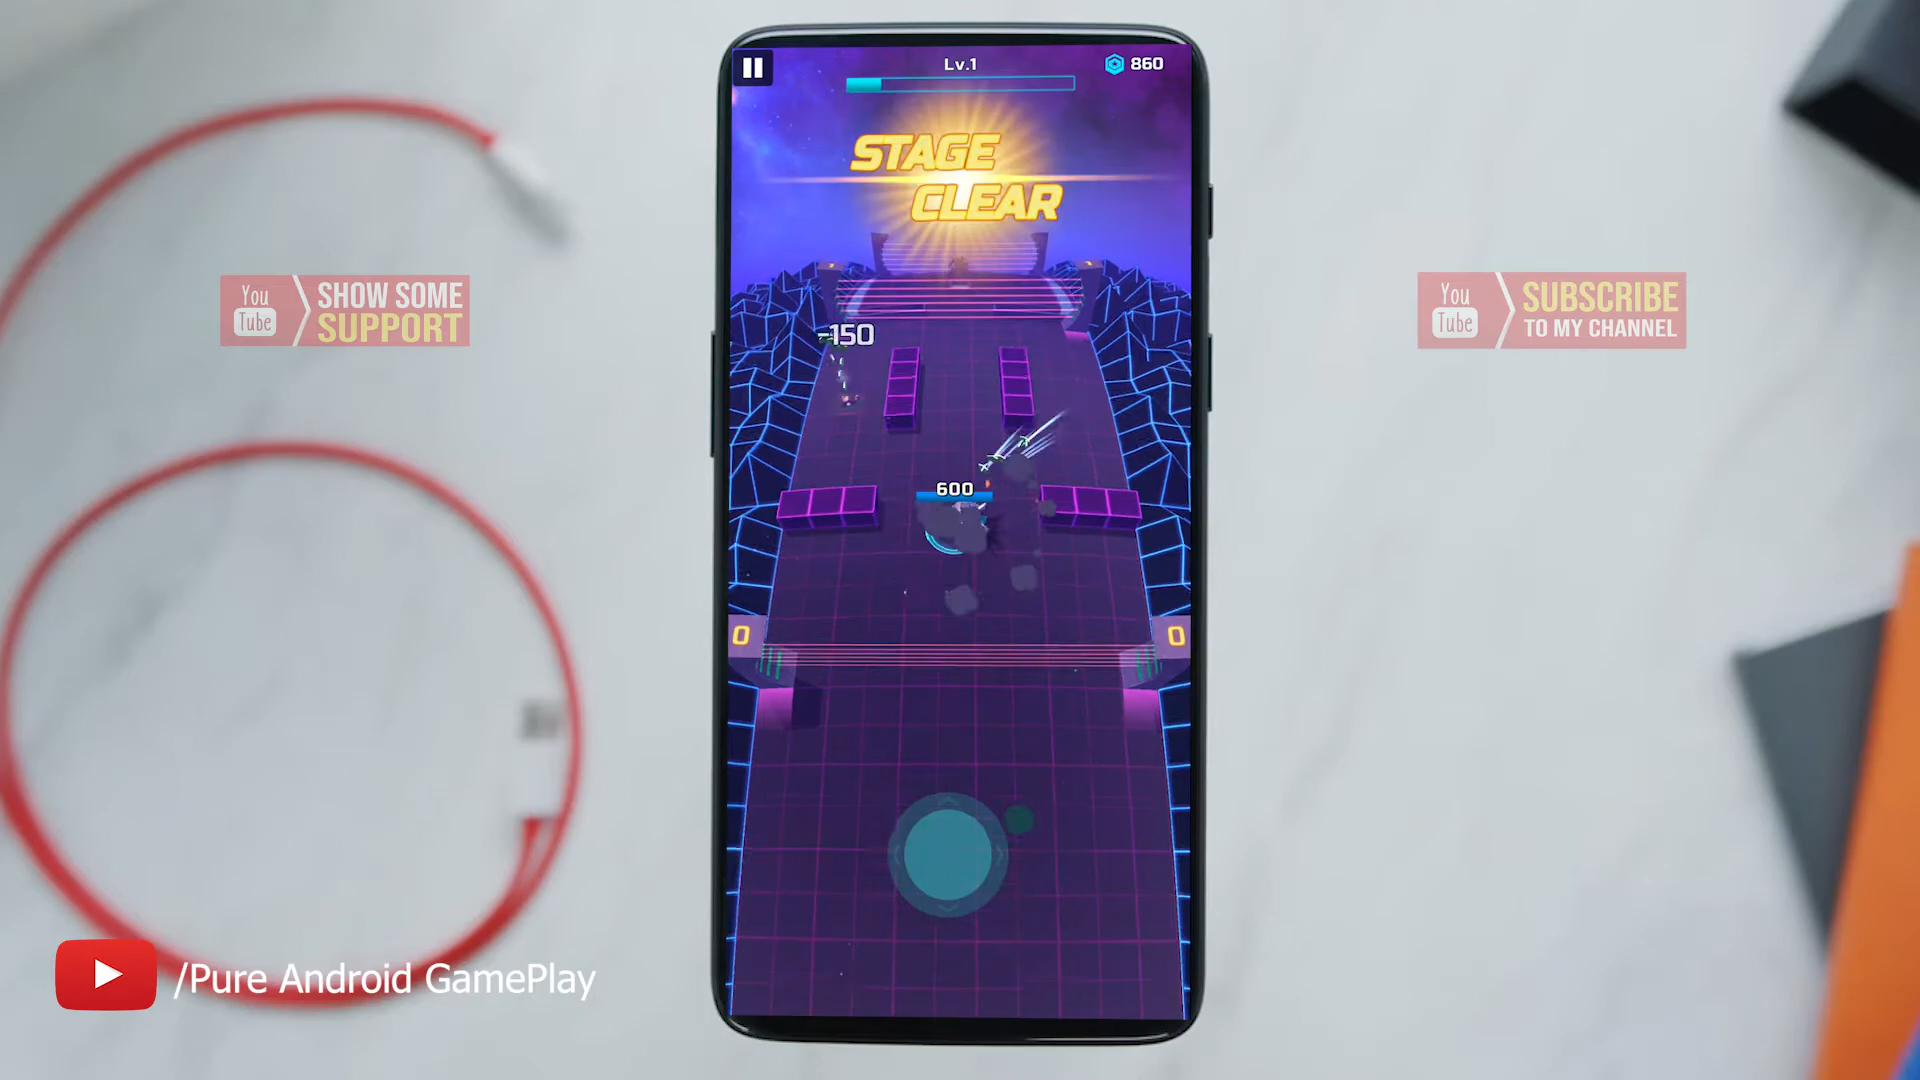 Lv.1
860
STAGE
CLEAR
You
Tube
SHOW SOME
SUPPORT
You
Tube
SUBSCRIBE
TO MY CHANNEL
-150
600
0
0
/Pure Android GamePlay